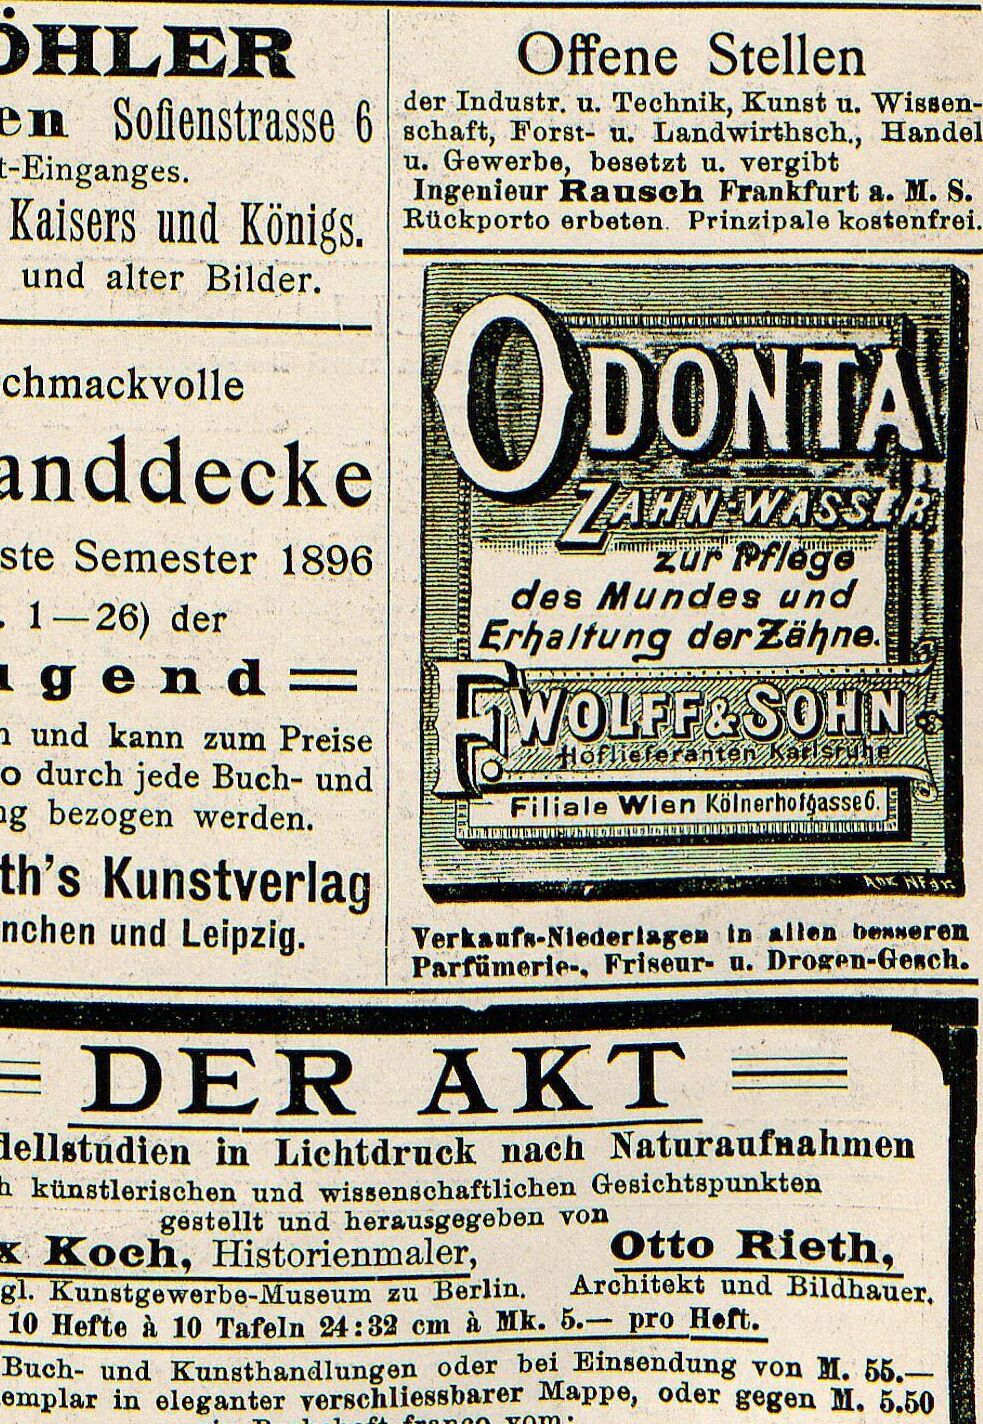 ÖHLER
en Sofienstrasse 6
t-Einganges.
Kaisers und Königs.
und alter Bilder.
chmackvolle
anddecke
ste Semester 1896
. 1—26) der
ugend
n und kann zum Preise
o durch jede Buch- und
ng bezogen werden.
th's Kunstverlag
nchen und Leipzig.
Offene Stellen
der Industr. u. Technik, Kunst u. Wissen-
schaft, Forst- u. Landwirthsch., Handel
u. Gewerbe, besetzt u. vergibt
Ingenieur Rausch Frankfurt a. M. S.
Rückporto erbeten. Prinzipale kostenfrei.
ODONTA
ZAHN-WASSER
zur Pflege
des Mundes und
Erhaltung der Zähne.
F. WOLFF & SOHN
Hoflieferanten Karlsruhe
Filiale Wien Kölnerhofgasse 6.
Verkaufs-Niederlagen in allen besseren
Parfümerie-, Friseur- u. Drogen-Gesch.
DER AKT
dellstudien in Lichtdruck nach Naturaufnahmen
h künstlerischen und wissenschaftlichen Gesichtspunkten
gestellt und herausgegeben von
x Koch, Historienmaler,
gl. Kunstgewerbe-Museum zu Berlin.
Otto Rieth,
Architekt und Bildhauer.
10 Hefte à 10 Tafeln 24:32 cm à Mk. 5.— pro Heft.
Buch- und Kunsthandlungen oder bei Einsendung von M. 55.—
emplar in eleganter verschliessbarer Mappe, oder gegen M. 5.50
franco vom: